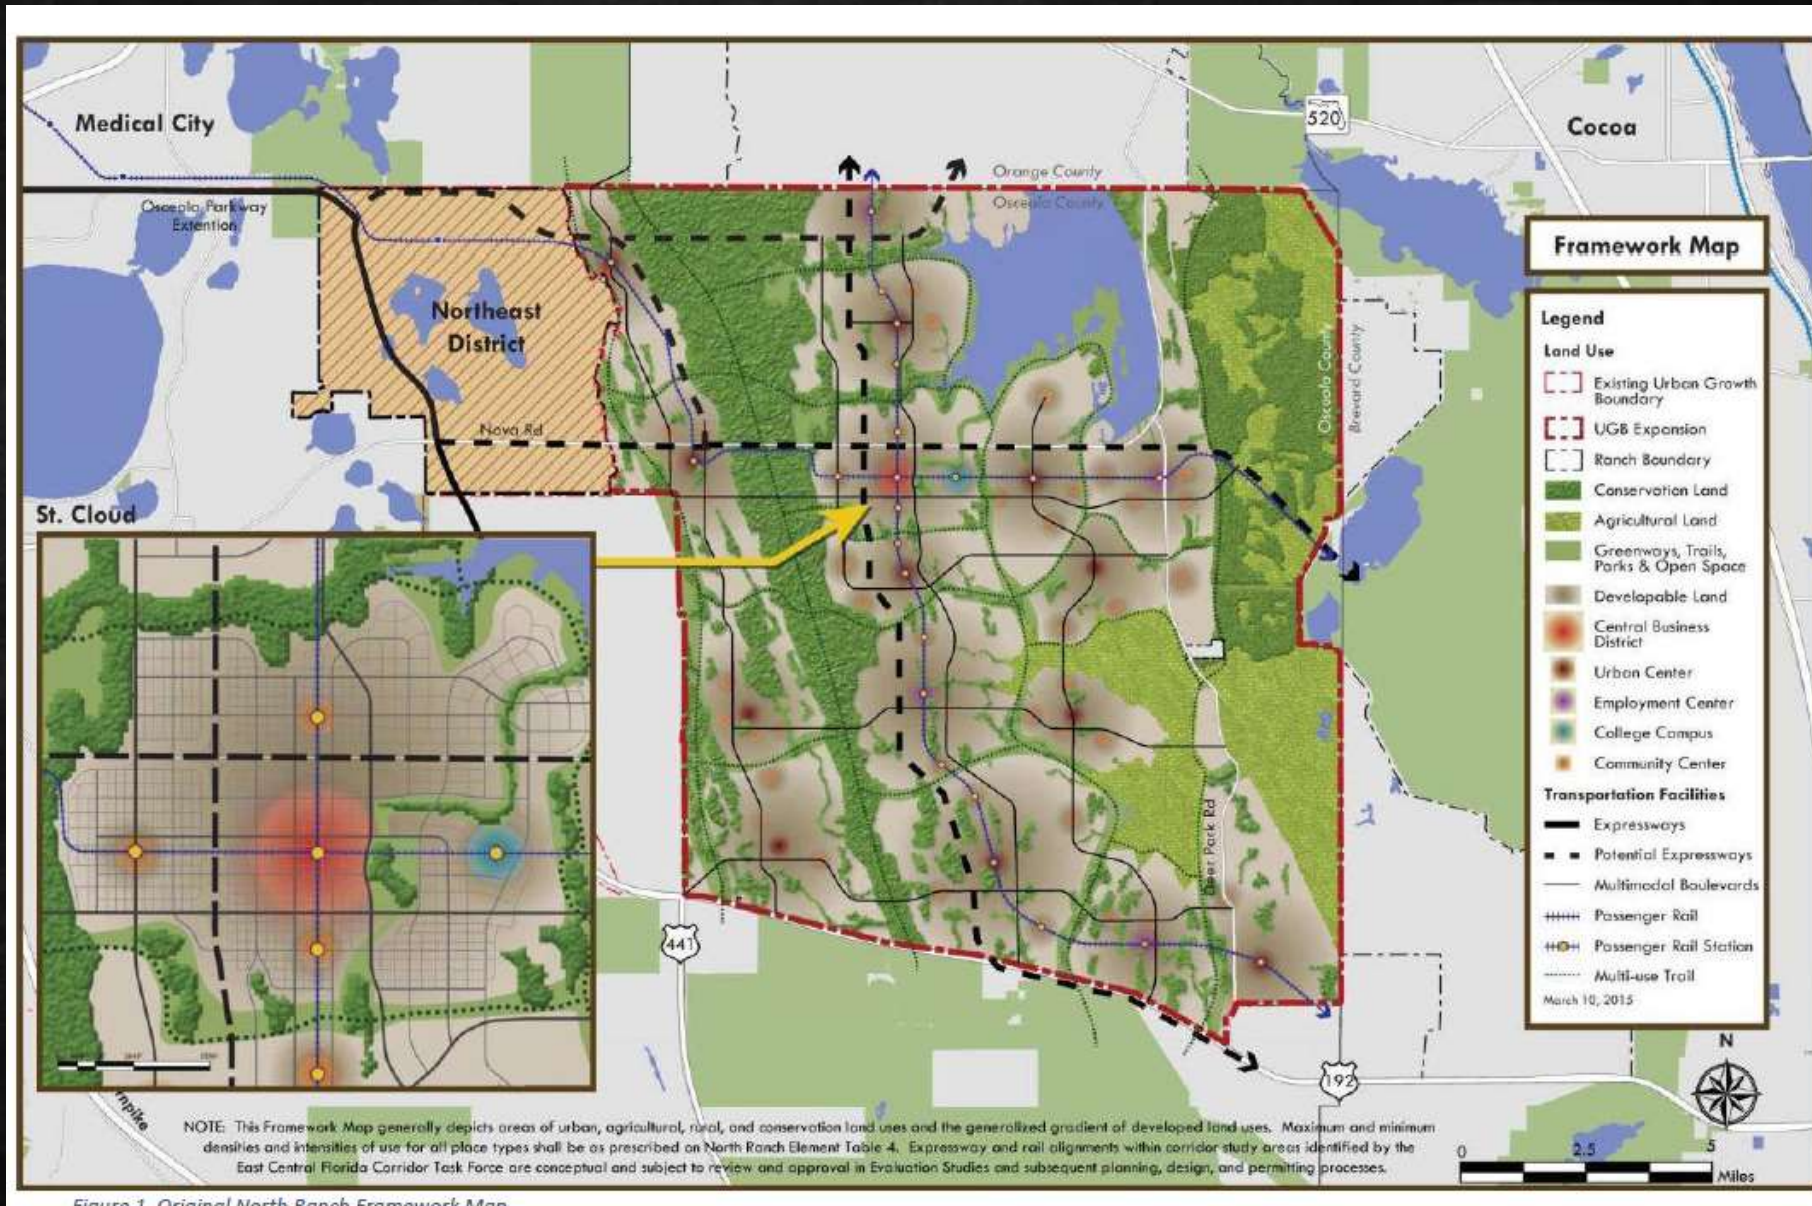 Medical City
520
Cocoa
Orange County
Osceola County
Osceola Parkway
Extention
Framework Map
Northeast
District
Legend
Land Use
Existing Urban Growth
Boundary
UGB Expansion
Ranch Boundary
Conservation Land
Agricultural Land
Greenways, Trails,
Parks & Open Space
Developable Land
Central Business
District
Urban Center
Employment Center
College Campus
Community Center
Transportation Facilities
Expressways
Potential Expressways
Multimodal Boulevards
Passenger Rail
Passenger Rail Station
Multi-use Trail
March 10, 2015
Osceola County
Brevard County
Nova Rd
St. Cloud
Deer Park Rd
441
192
N
NOTE: This Framework Map generally depicts areas of urban, agricultural, rural, and conservation land uses and the generalized gradient of developed land uses. Maximum and minimum
densities and intensities of use for all place types shall be as prescribed on North Ranch Element Table 4. Expressway and rail alignments within corridor study areas identified by the
East Central Florida Corridor Task Force are conceptual and subject to review and approval in Evaluation Studies and subsequent planning, design, and permitting processes.
0 2.5 5
Miles
Figure 1. Original North Ranch Framework Map